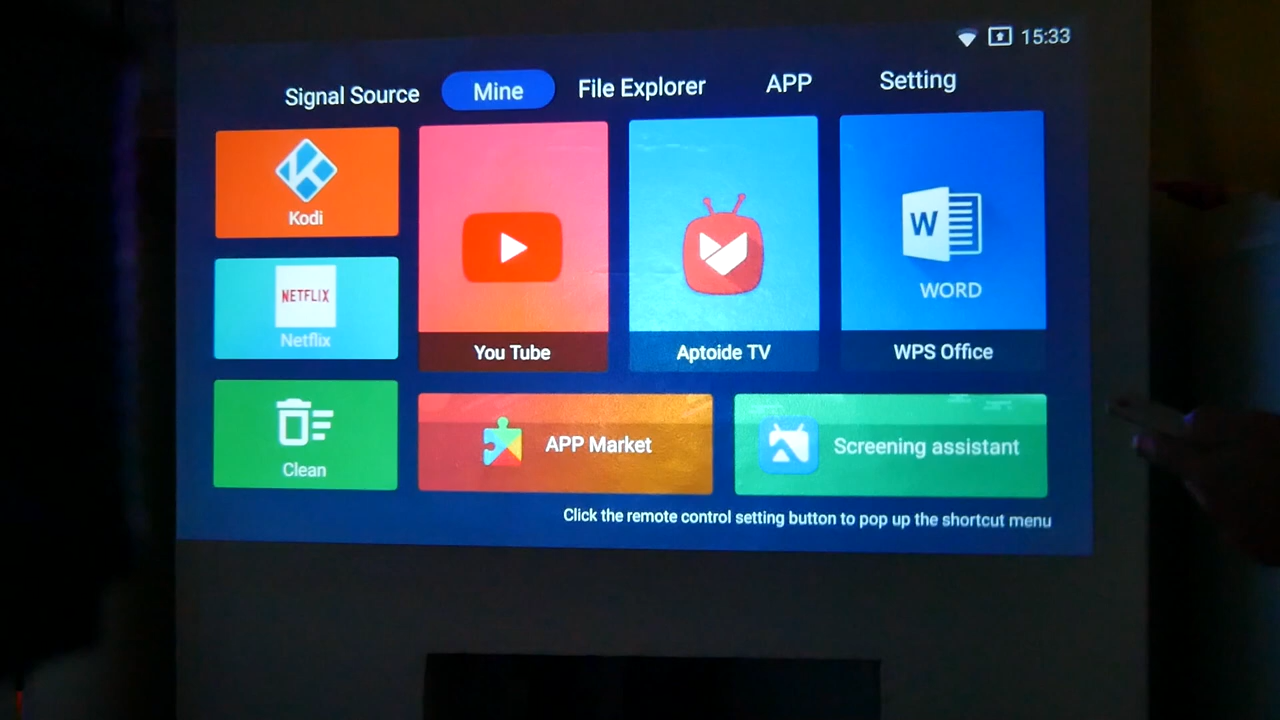 15:33
Signal Source Mine File Explorer APP Setting
Kodi
NETFLIX
Netflix
Clean
You Tube
Aptoide TV
W
WORD
WPS Office
APP Market
Screening assistant
Click the remote control setting button to pop up the shortcut menu